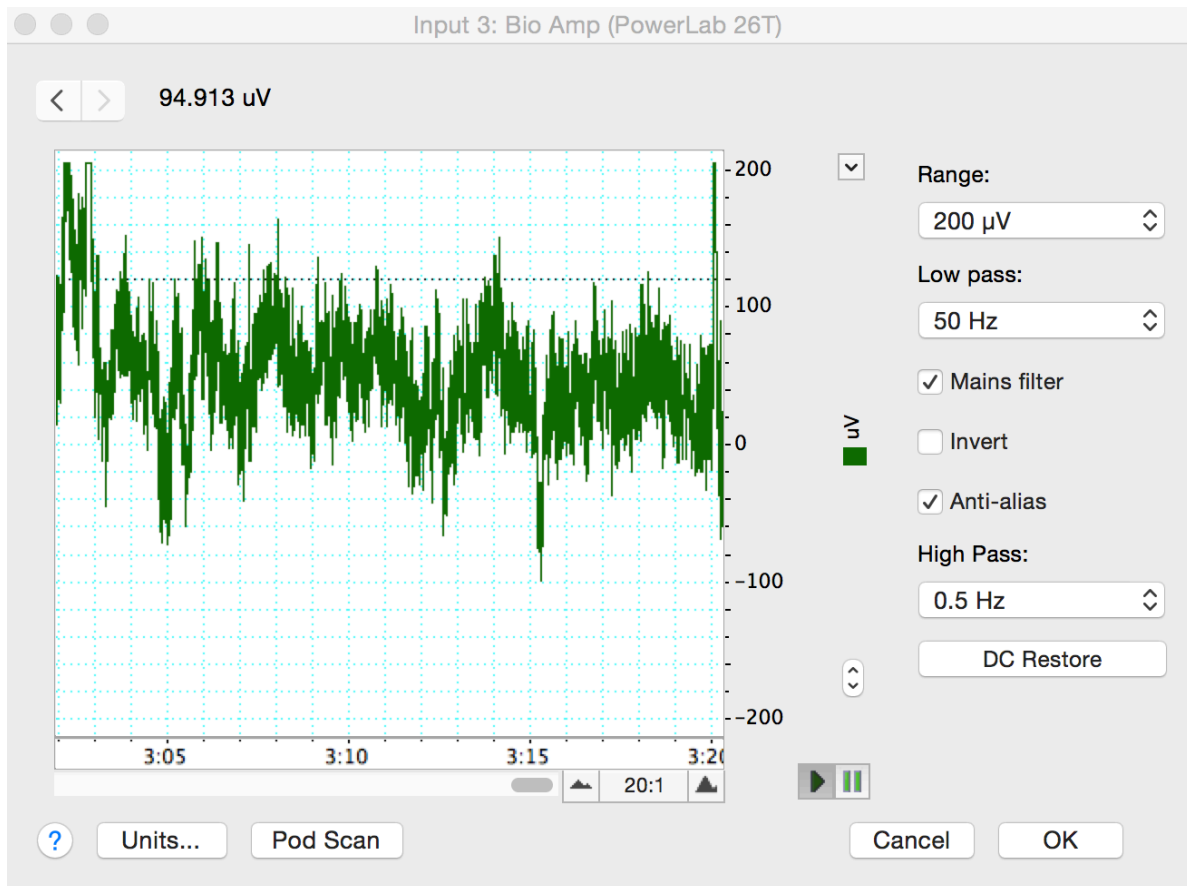 Input 3: Bio Amp (PowerLab 26T)
94.913 uV
200
100
0
-100
-200
uV
3:05 3:10 3:15 3:20
20:1
Range:
200 µV
Low pass:
50 Hz
Mains filter
Invert
Anti-alias
High Pass:
0.5 Hz
DC Restore
? Units... Pod Scan Cancel OK